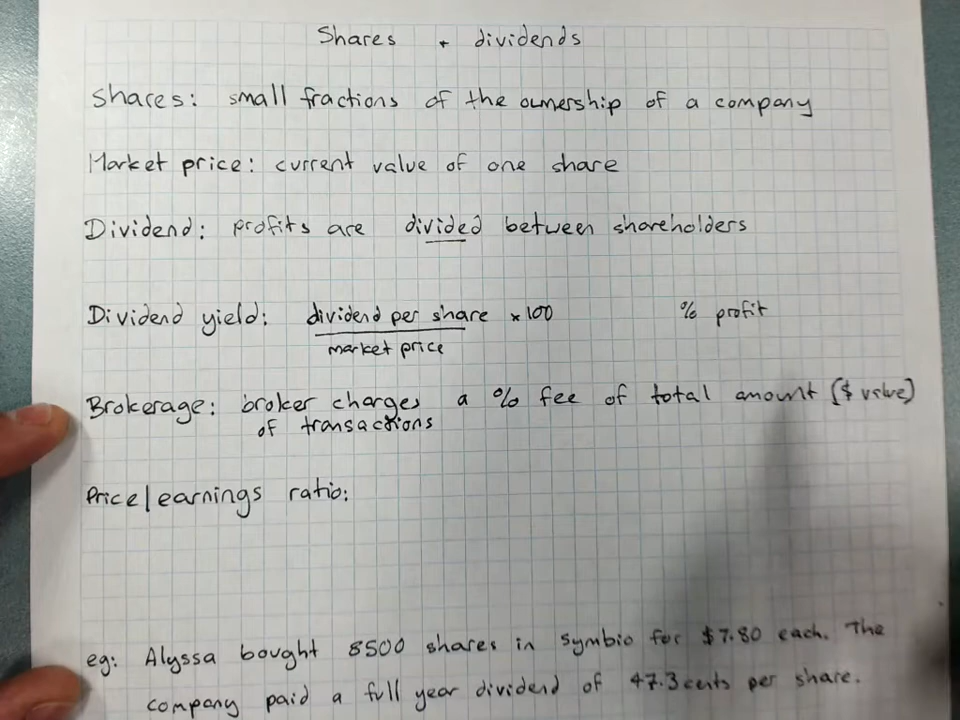 Shares + dividends
Shares: small fractions of the ownership of a company
Market price: current value of one share
Dividend: profits are divided between shareholders
Dividend yield: dividend per share × 100 % profit
market price
Brokerage: broker charges a % fee of total amount ($ value)
of transactions
Price/earnings ratio:
eg: Alyssa bought 8500 shares in Symbio for $7.80 each. The
company paid a full year dividend of 47.3 cents per share.